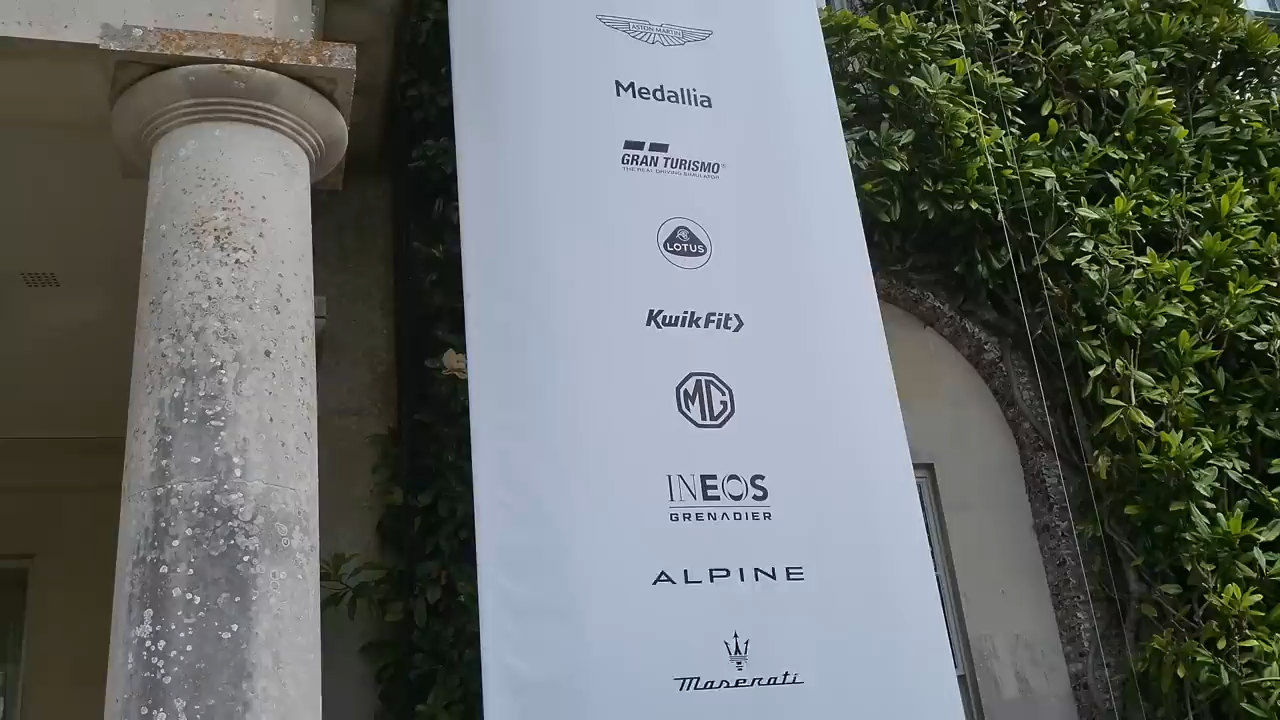 ASTON MARTIN
Medallia
GRAN TURISMO®
THE REAL DRIVING SIMULATOR
LOTUS
KwikFit
MG
INEOS
GRENADIER
ALPINE
Maserati